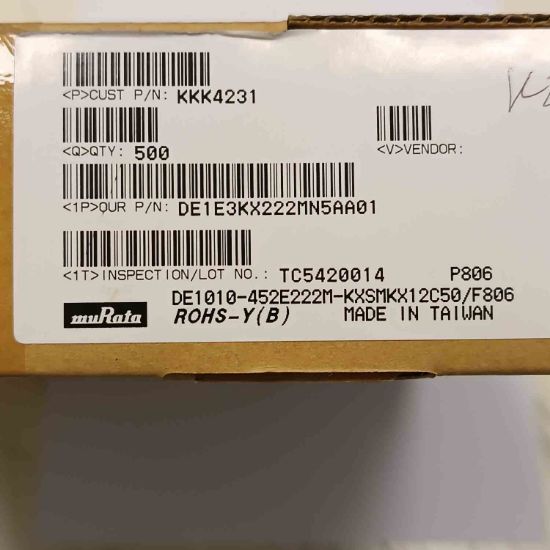 <P>CUST P/N: KKK4231
<Q>QTY: 500
<V>VENDOR:
<1P>OUR P/N: DE1E3KX222MN5AA01
<1T>INSPECTION/LOT NO.: TC5420014 P806
DE1010-452E222M-KXSMKX12C50/F806
muRata ROHS-Y(B) MADE IN TAIWAN